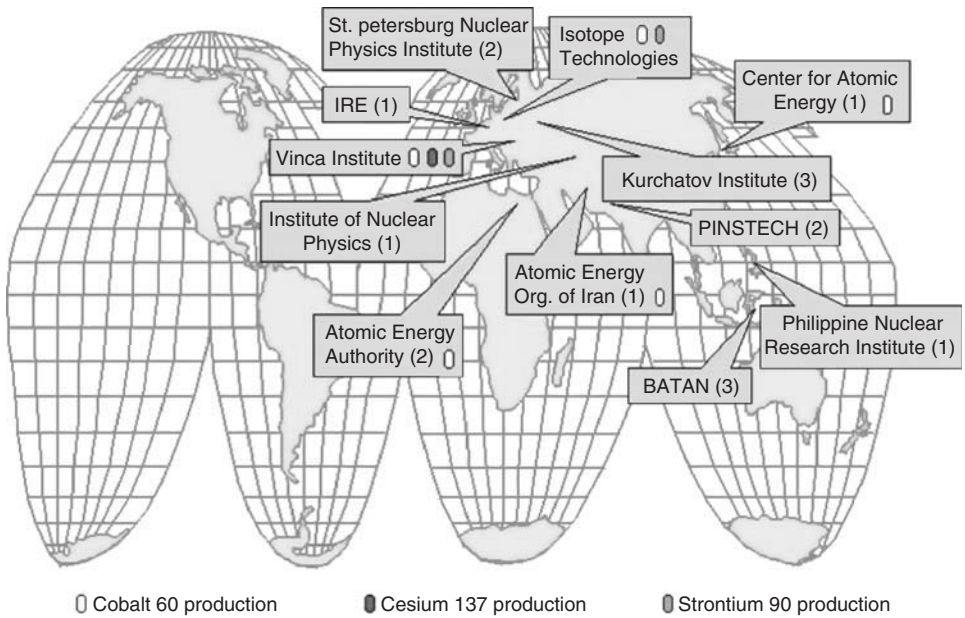 St. petersburg Nuclear
Physics Institute (2)
Isotope
Technologies
Center for Atomic
Energy (1)
IRE (1)
Vinca Institute
Kurchatov Institute (3)
Institute of Nuclear
Physics (1)
PINSTECH (2)
Atomic Energy
Org. of Iran (1)
Atomic Energy
Authority (2)
Philippine Nuclear
Research Institute (1)
BATAN (3)
Cobalt 60 production
Cesium 137 production
Strontium 90 production